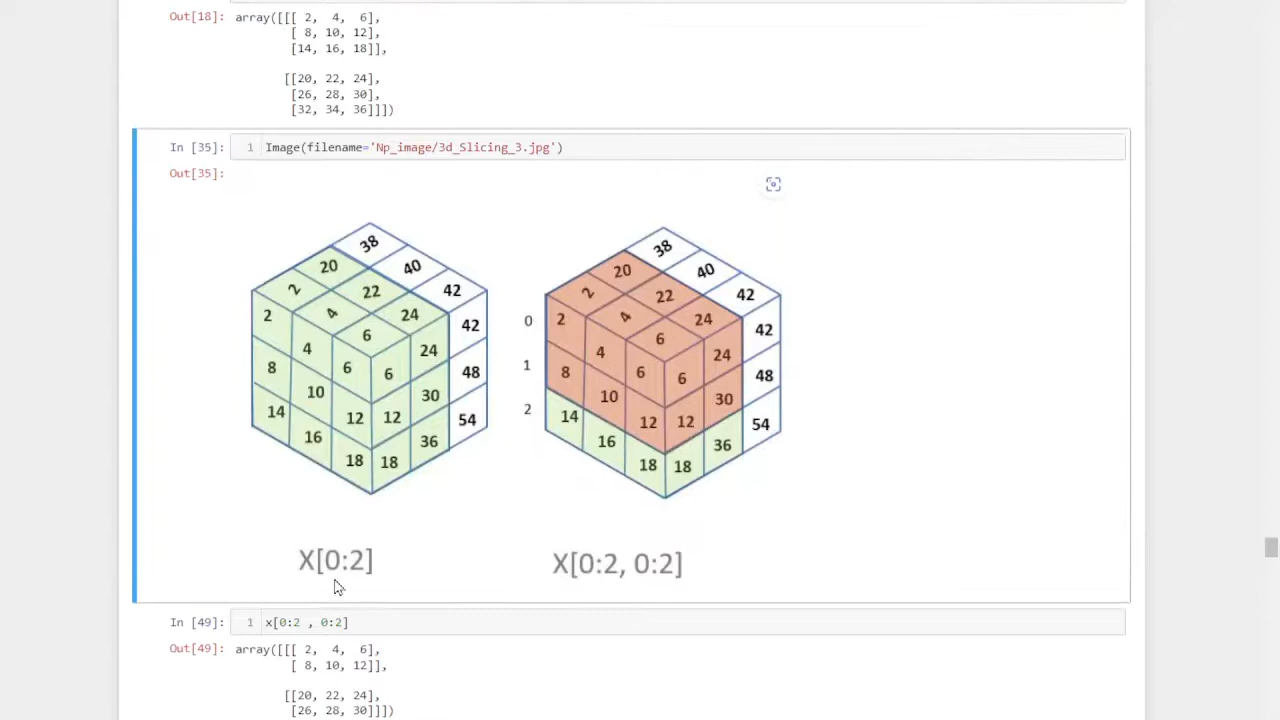 Out[18]: array([[[ 2, 4, 6],
[ 8, 10, 12],
[14, 16, 18]],
[[20, 22, 24],
[26, 28, 30],
[32, 34, 36]]])
In [35]: 1 Image(filename='Np_image/3d_Slicing_3.jpg')
Out[35]:
38
20 40
2 22 42
4 24
6
2 42
4 24
6 6 48
8 30
10 54
12 12
14 36
16
18 18
38
20 40
2 22 42
4 24
6
0 2 42
4 24
1 6 6 48
8 30
10 54
2 12 12
14 36
16
18 18
X[0:2] X[0:2, 0:2]
In [49]: 1 x[0:2 , 0:2]
Out[49]: array([[[ 2, 4, 6],
[ 8, 10, 12]],
[[20, 22, 24],
[26, 28, 30]]])